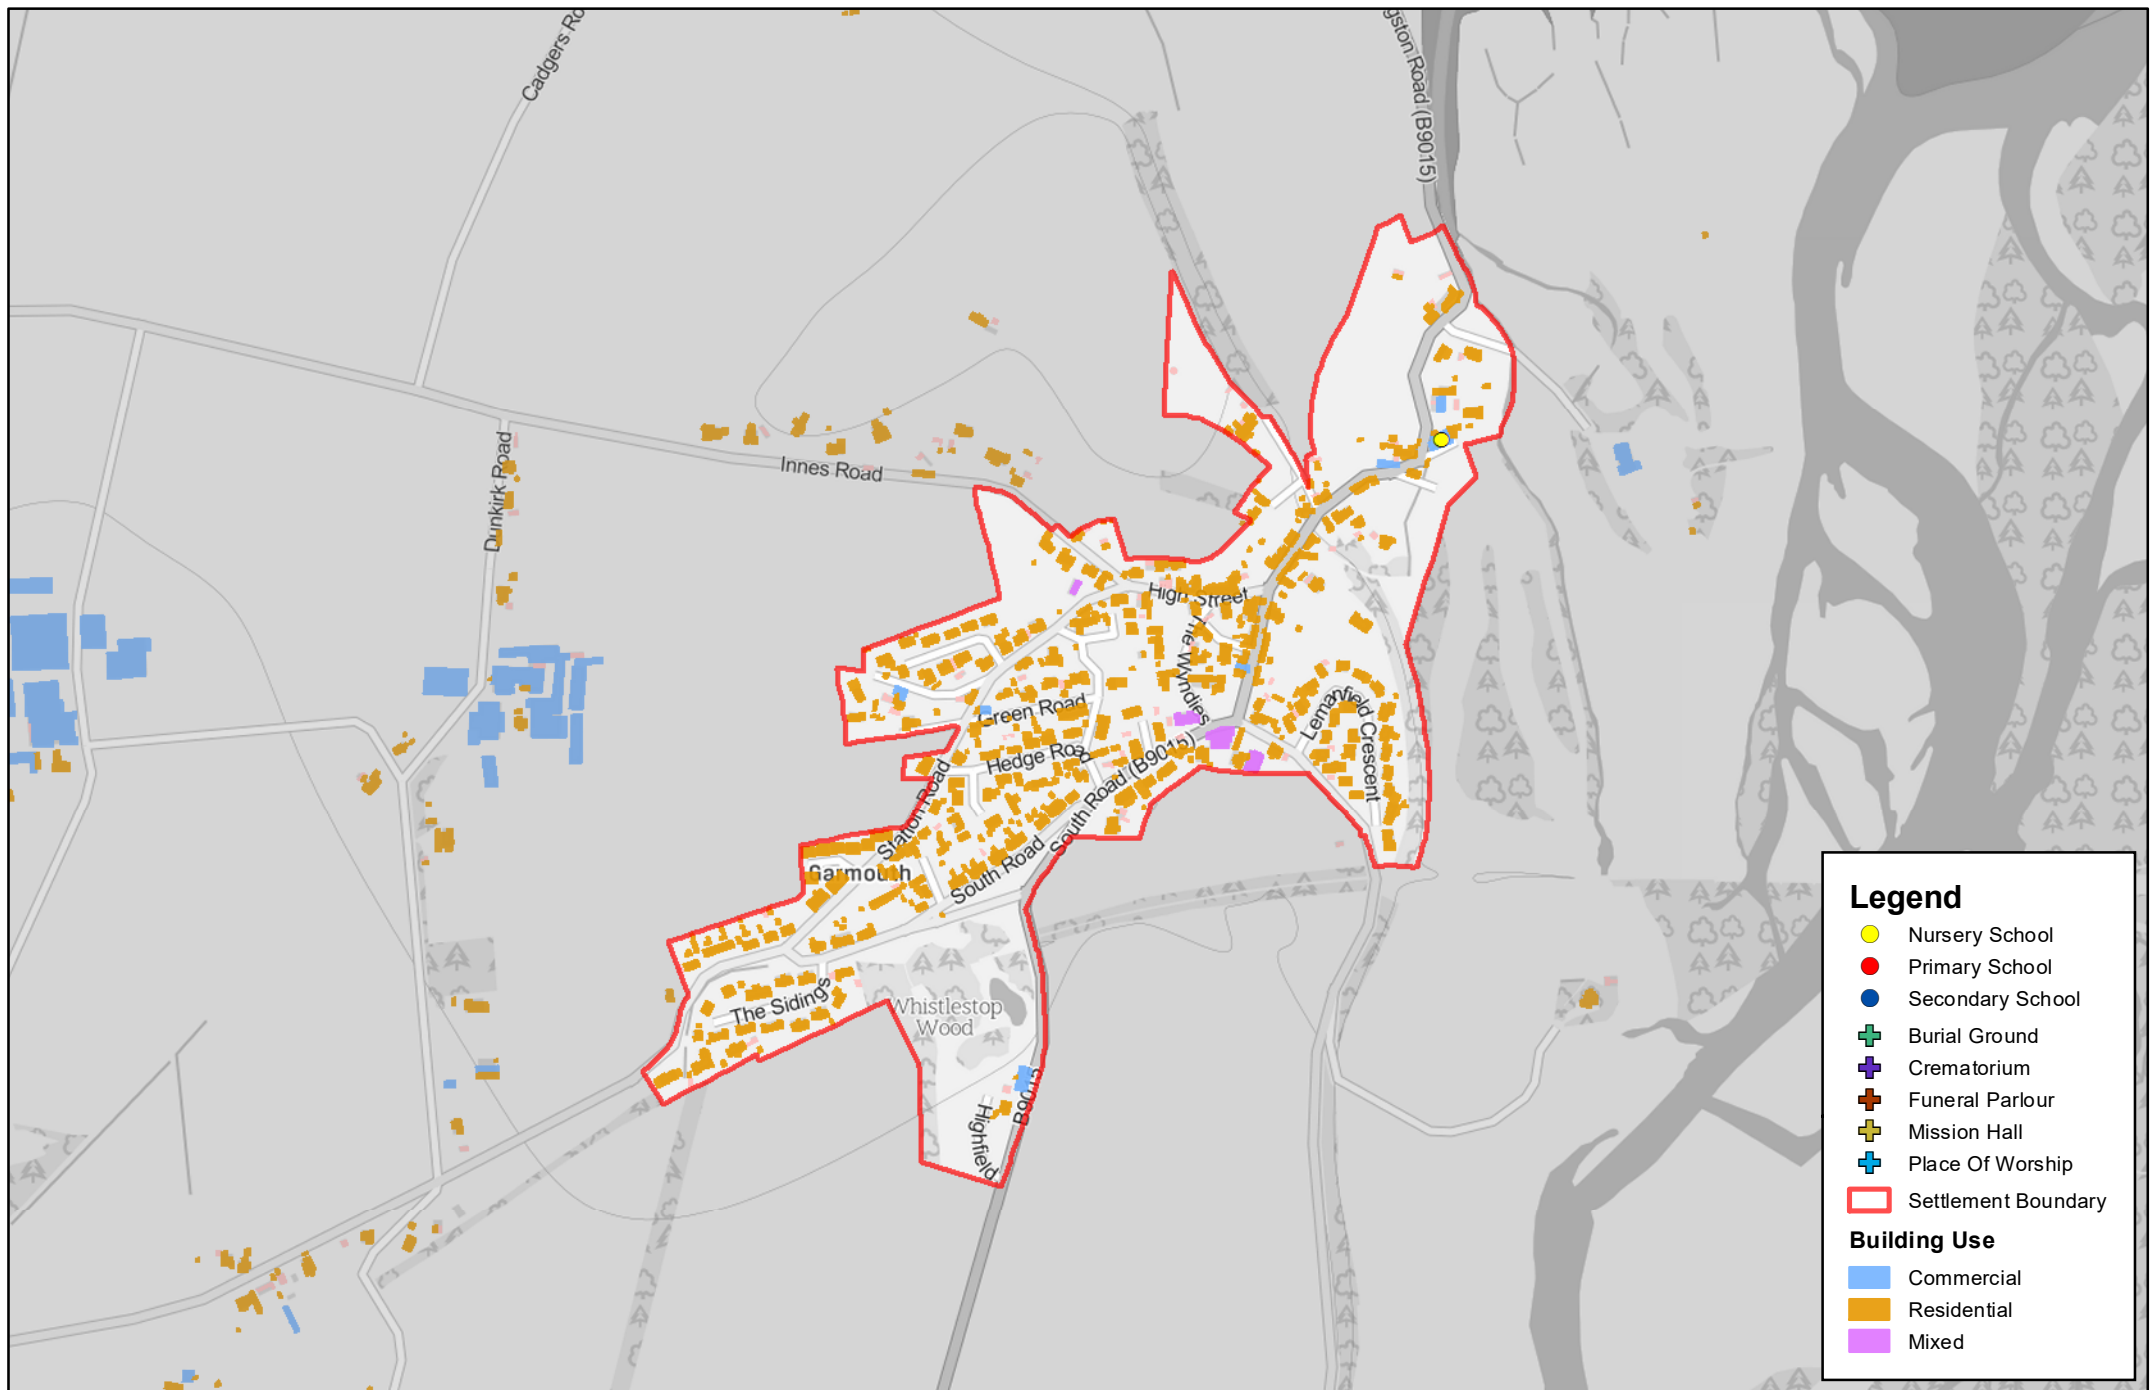 Cadgers Ro
gston Road (B9015)
Innes Road
Dunkirk Road
High Street
The Wyndies
Green Road
Lemanfield Crescent
Hedge Road
South Road (B9015)
Station Road
Garmouth
South Road
The Sidings
Whistlestop
Wood
B9015
Highfield
Legend
Nursery School
Primary School
Secondary School
Burial Ground
Crematorium
Funeral Parlour
Mission Hall
Place Of Worship
Settlement Boundary
Building Use
Commercial
Residential
Mixed